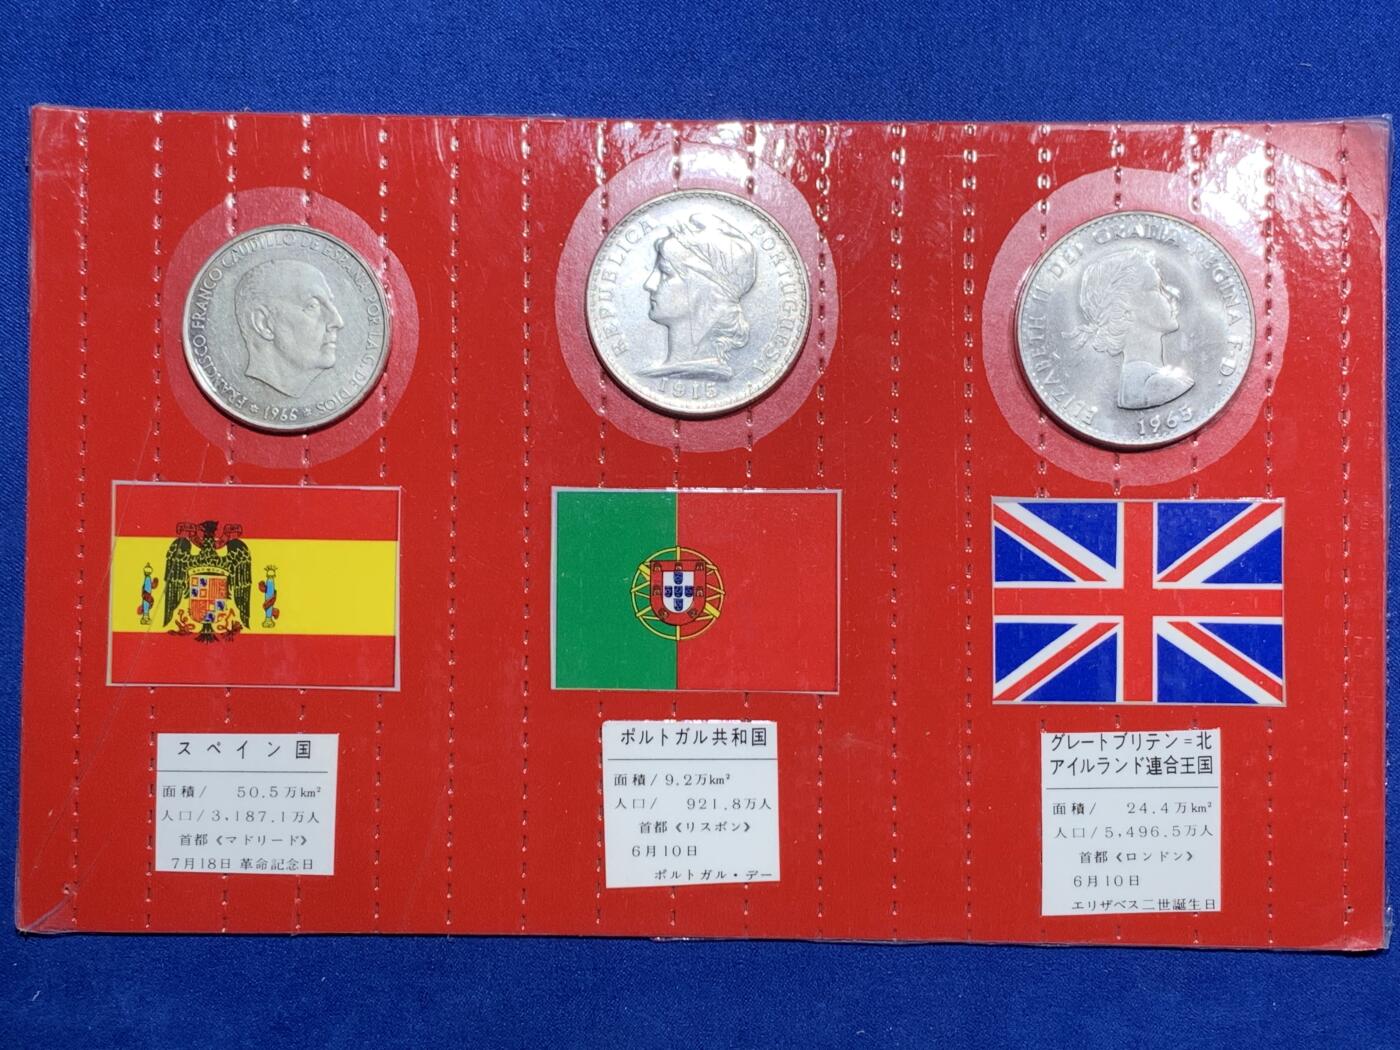 FRANCISCO FRANCO CAUDILLO DE ESPAÑA POR LA G. DE DIOS
*1966*
REPUBLICA PORTUGUESA
1915
ELIZABETH II DEI GRATIA REGINA F.D.
1965
スペイン国
面積/ 50.5万km²
人口/3,187.1万人
首都《マドリード》
7月18日 革命記念日
ポルトガル共和国
面積/9.2万km²
人口/ 921.8万人
首都《リスボン》
6月10日
ポルトガル・デー
グレートブリテン=北
アイルランド連合王国
面積/ 24.4万km²
人口/5,496.5万人
首都《ロンドン》
6月10日
エリザベス二世誕生日